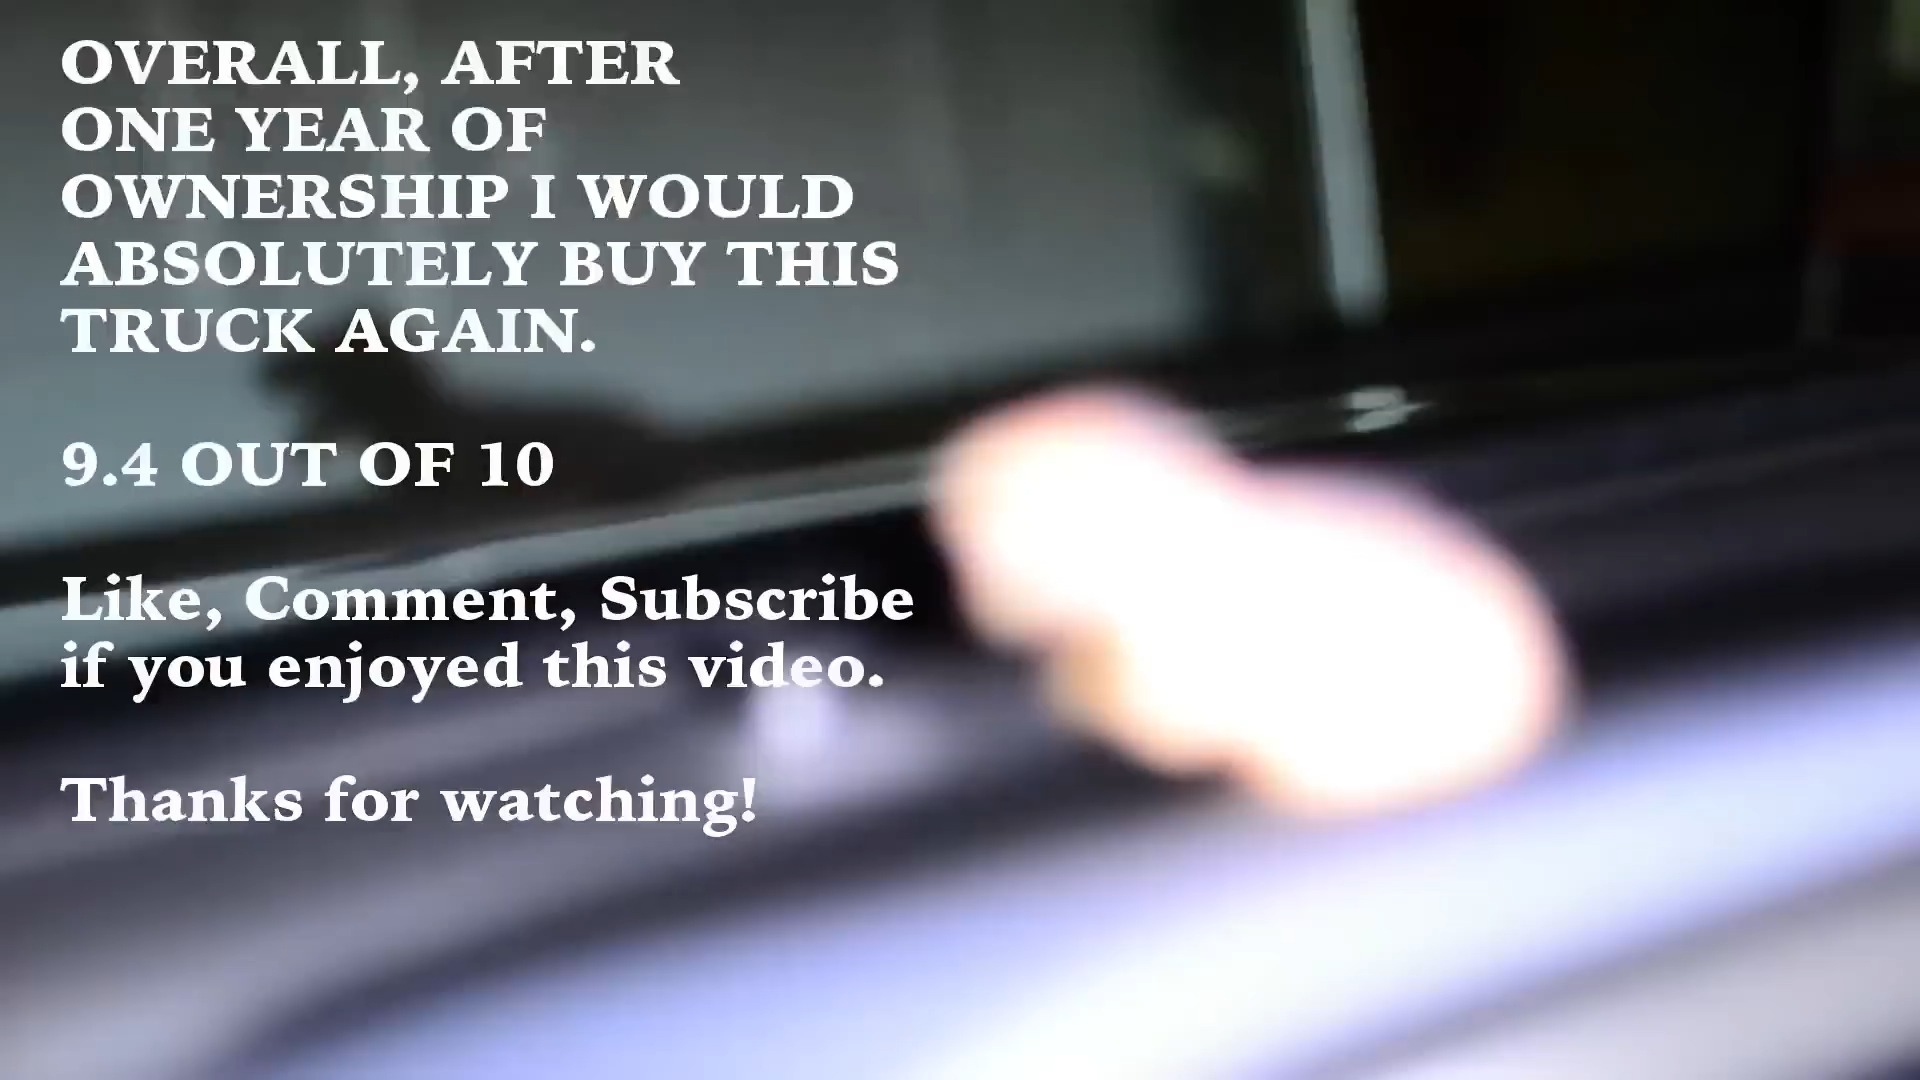 OVERALL, AFTER
ONE YEAR OF
OWNERSHIP I WOULD
ABSOLUTELY BUY THIS
TRUCK AGAIN.
9.4 OUT OF 10
Like, Comment, Subscribe
if you enjoyed this video.
Thanks for watching!